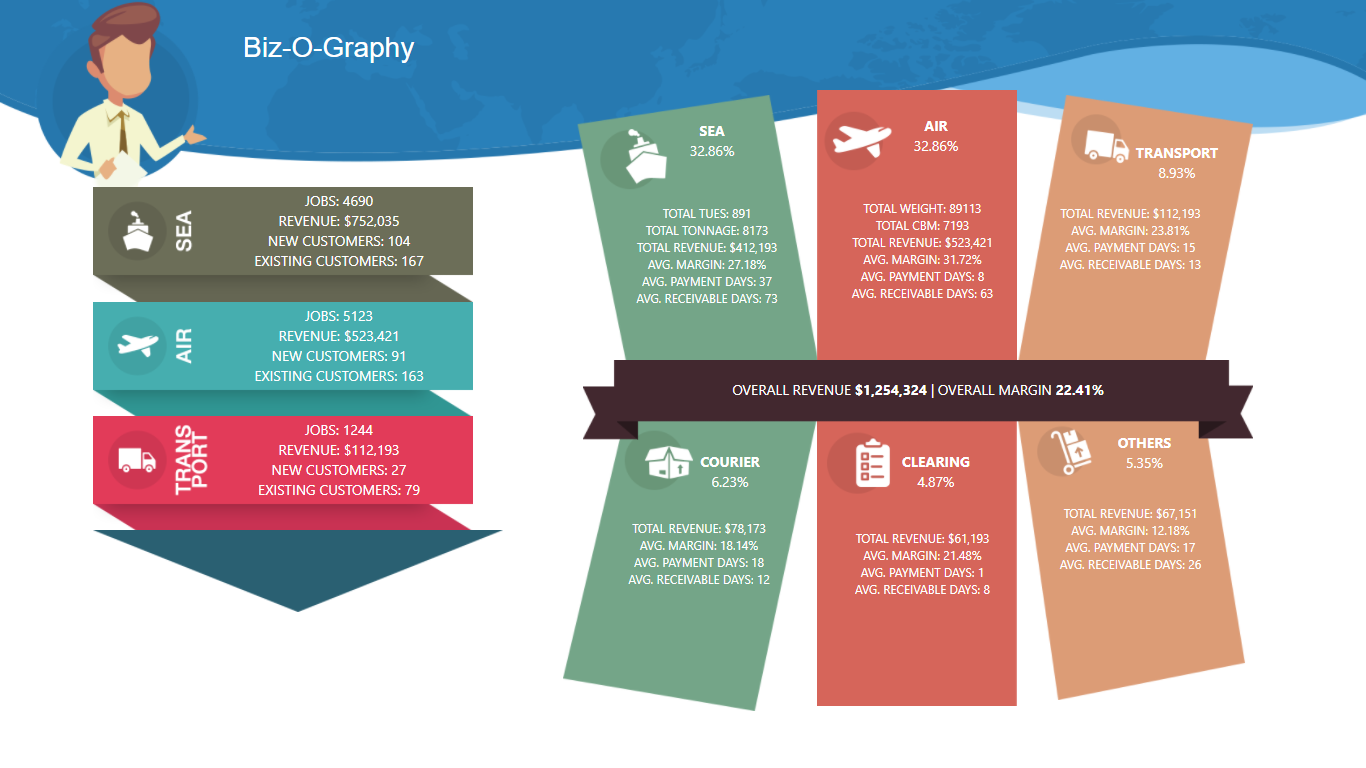 Biz-O-Graphy
SEA
JOBS: 4690
REVENUE: $752,035
NEW CUSTOMERS: 104
EXISTING CUSTOMERS: 167
AIR
JOBS: 5123
REVENUE: $523,421
NEW CUSTOMERS: 91
EXISTING CUSTOMERS: 163
TRANS
PORT
JOBS: 1244
REVENUE: $112,193
NEW CUSTOMERS: 27
EXISTING CUSTOMERS: 79
SEA
32.86%
TOTAL TUES: 891
TOTAL TONNAGE: 8173
TOTAL REVENUE: $412,193
AVG. MARGIN: 27.18%
AVG. PAYMENT DAYS: 37
AVG. RECEIVABLE DAYS: 73
AIR
32.86%
TOTAL WEIGHT: 89113
TOTAL CBM: 7193
TOTAL REVENUE: $523,421
AVG. MARGIN: 31.72%
AVG. PAYMENT DAYS: 8
AVG. RECEIVABLE DAYS: 63
TRANSPORT
8.93%
TOTAL REVENUE: $112,193
AVG. MARGIN: 23.81%
AVG. PAYMENT DAYS: 15
AVG. RECEIVABLE DAYS: 13
OVERALL REVENUE $1,254,324 | OVERALL MARGIN 22.41%
COURIER
6.23%
TOTAL REVENUE: $78,173
AVG. MARGIN: 18.14%
AVG. PAYMENT DAYS: 18
AVG. RECEIVABLE DAYS: 12
CLEARING
4.87%
TOTAL REVENUE: $61,193
AVG. MARGIN: 21.48%
AVG. PAYMENT DAYS: 1
AVG. RECEIVABLE DAYS: 8
OTHERS
5.35%
TOTAL REVENUE: $67,151
AVG. MARGIN: 12.18%
AVG. PAYMENT DAYS: 17
AVG. RECEIVABLE DAYS: 26